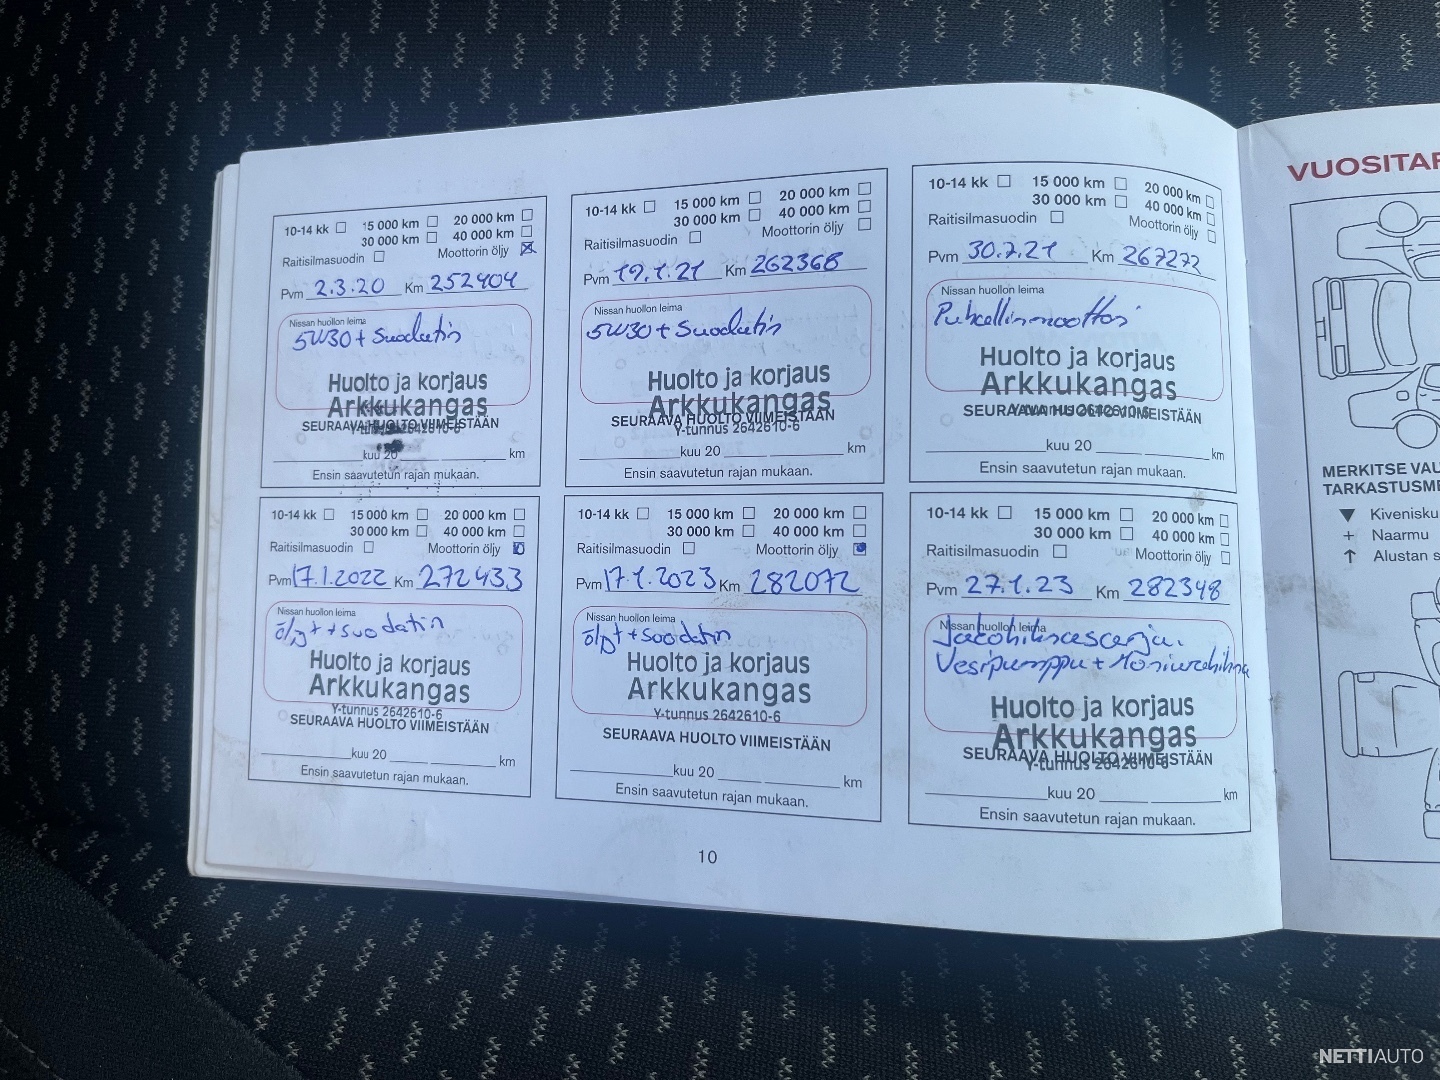 10-14 kk 15 000 km 20 000 km
30 000 km 40 000 km
Raitisilmasuodin Moottorin öljy
Pvm 2.3.20 Km 252404
Nissan huollon leima
5W30 + Suodatin
Huolto ja korjaus
Arkkukangas
SEURAAVA HUOLTO VIIMEISTÄÄN
Y-tunnus 2642610-6
kuu 20 km
Ensin saavutetun rajan mukaan.
10-14 kk 15 000 km 20 000 km
30 000 km 40 000 km
Raitisilmasuodin Moottorin öljy
Pvm 19.1.21 Km 262368
Nissan huollon leima
5W30 + Suodatin
Huolto ja korjaus
Arkkukangas
SEURAAVA HUOLTO VIIMEISTÄÄN
Y-tunnus 2642610-6
kuu 20 km
Ensin saavutetun rajan mukaan.
10-14 kk 15 000 km 20 000 km
30 000 km 40 000 km
Raitisilmasuodin Moottorin öljy
Pvm 30.7.21 Km 267272
Nissan huollon leima
Puhallinmoottori
Huolto ja korjaus
Arkkukangas
SEURAAVA HUOLTO VIIMEISTÄÄN
Y-tunnus 2642610-6
kuu 20 km
Ensin saavutetun rajan mukaan.
10-14 kk 15 000 km 20 000 km
30 000 km 40 000 km
Raitisilmasuodin Moottorin öljy
Pvm 17.1.2022 Km 272433
Nissan huollon leima
öljyt + suodatin
Huolto ja korjaus
Arkkukangas
Y-tunnus 2642610-6
SEURAAVA HUOLTO VIIMEISTÄÄN
kuu 20 km
Ensin saavutetun rajan mukaan.
10-14 kk 15 000 km 20 000 km
30 000 km 40 000 km
Raitisilmasuodin Moottorin öljy
Pvm 17.1.2023 Km 282072
Nissan huollon leima
öljyt + suodatin
Huolto ja korjaus
Arkkukangas
Y-tunnus 2642610-6
SEURAAVA HUOLTO VIIMEISTÄÄN
kuu 20 km
Ensin saavutetun rajan mukaan.
10-14 kk 15 000 km 20 000 km
30 000 km 40 000 km
Raitisilmasuodin Moottorin öljy
Pvm 27.1.23 Km 282348
Nissan huollon leima
Jakohihnasarja.
Vesipumppu + Moniurahihna
Huolto ja korjaus
Arkkukangas
SEURAAVA HUOLTO VIIMEISTÄÄN
Y-tunnus 2642610-6
kuu 20 km
Ensin saavutetun rajan mukaan.
10
VUOSITAR
MERKITSE VAU
TARKASTUSME
Kivenisku
+ Naarmu
Alustan s
NETTIAUTO